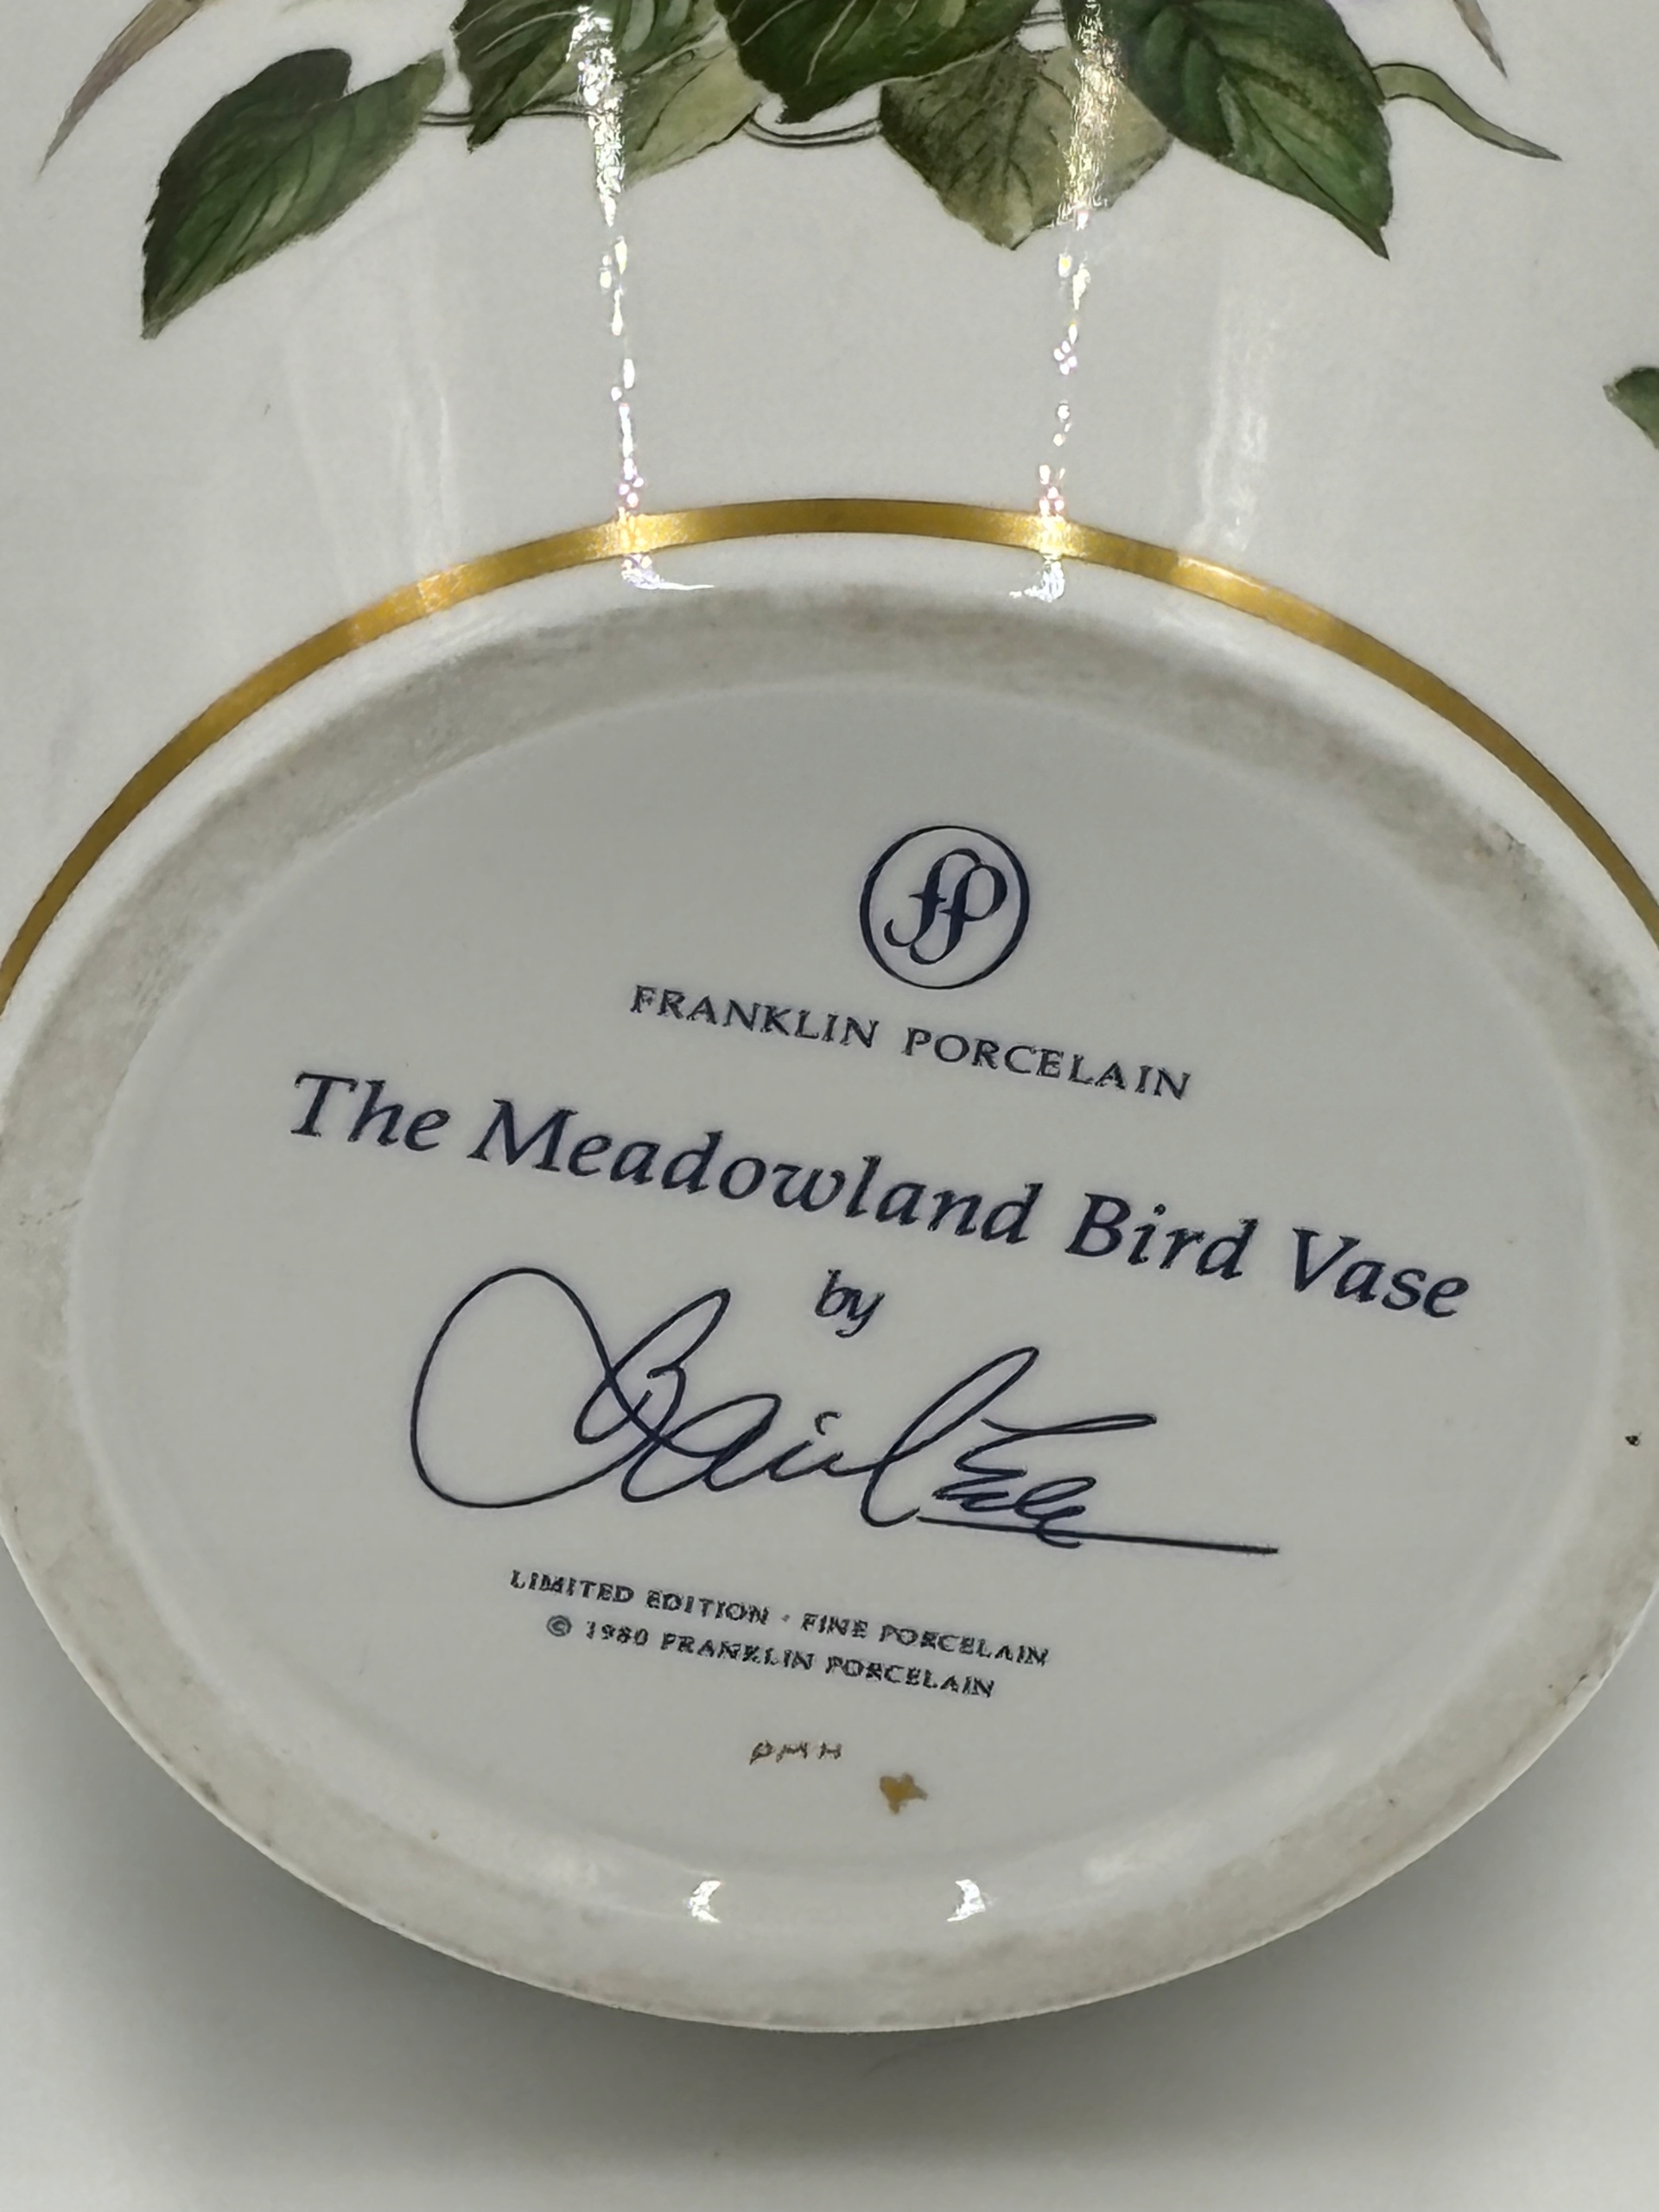 fp
FRANKLIN PORCELAIN
The Meadowland Bird Vase
by
LIMITED EDITION · FINE PORCELAIN
© 1980 FRANKLIN PORCELAIN